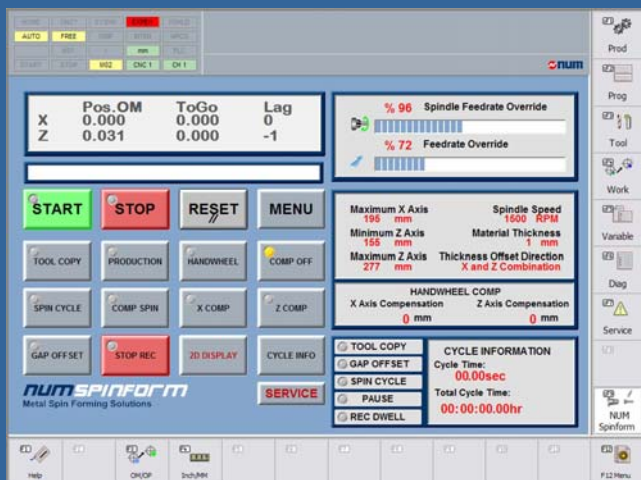 AUTO FREE
mm
MS2 CNC 1 CH 1
num
Pos.OM ToGo Lag
X 0.000 0.000 0
Z 0.031 0.000 -1
% 96 Spindle Feedrate Override
% 72 Feedrate Override
START STOP RESET MENU
TOOL COPY PRODUCTION HANDWHEEL COMP OFF
SPIN CYCLE COMP SPIN X COMP Z COMP
GAP OFFSET STOP REC 2D DISPLAY CYCLE INFO
NUMSPINFORM
Metal Spin Forming Solutions
SERVICE
Maximum X Axis Spindle Speed
195 mm 1500 RPM
Minimum Z Axis Material Thickness
155 mm 1 mm
Maximum Z Axis Thickness Offset Direction
277 mm X and Z Combination
HANDWHEEL COMP
X Axis Compensation Z Axis Compensation
0 mm 0 mm
TOOL COPY
GAP OFFSET
SPIN CYCLE
PAUSE
REC DWELL
CYCLE INFORMATION
Cycle Time:
00.00sec
Total Cycle Time:
00:00:00.00hr
Prod
Prog
Tool
Work
Variable
Diag
Service
NUM
Spinform
Help OM/OP Inch/MM F12 Menu